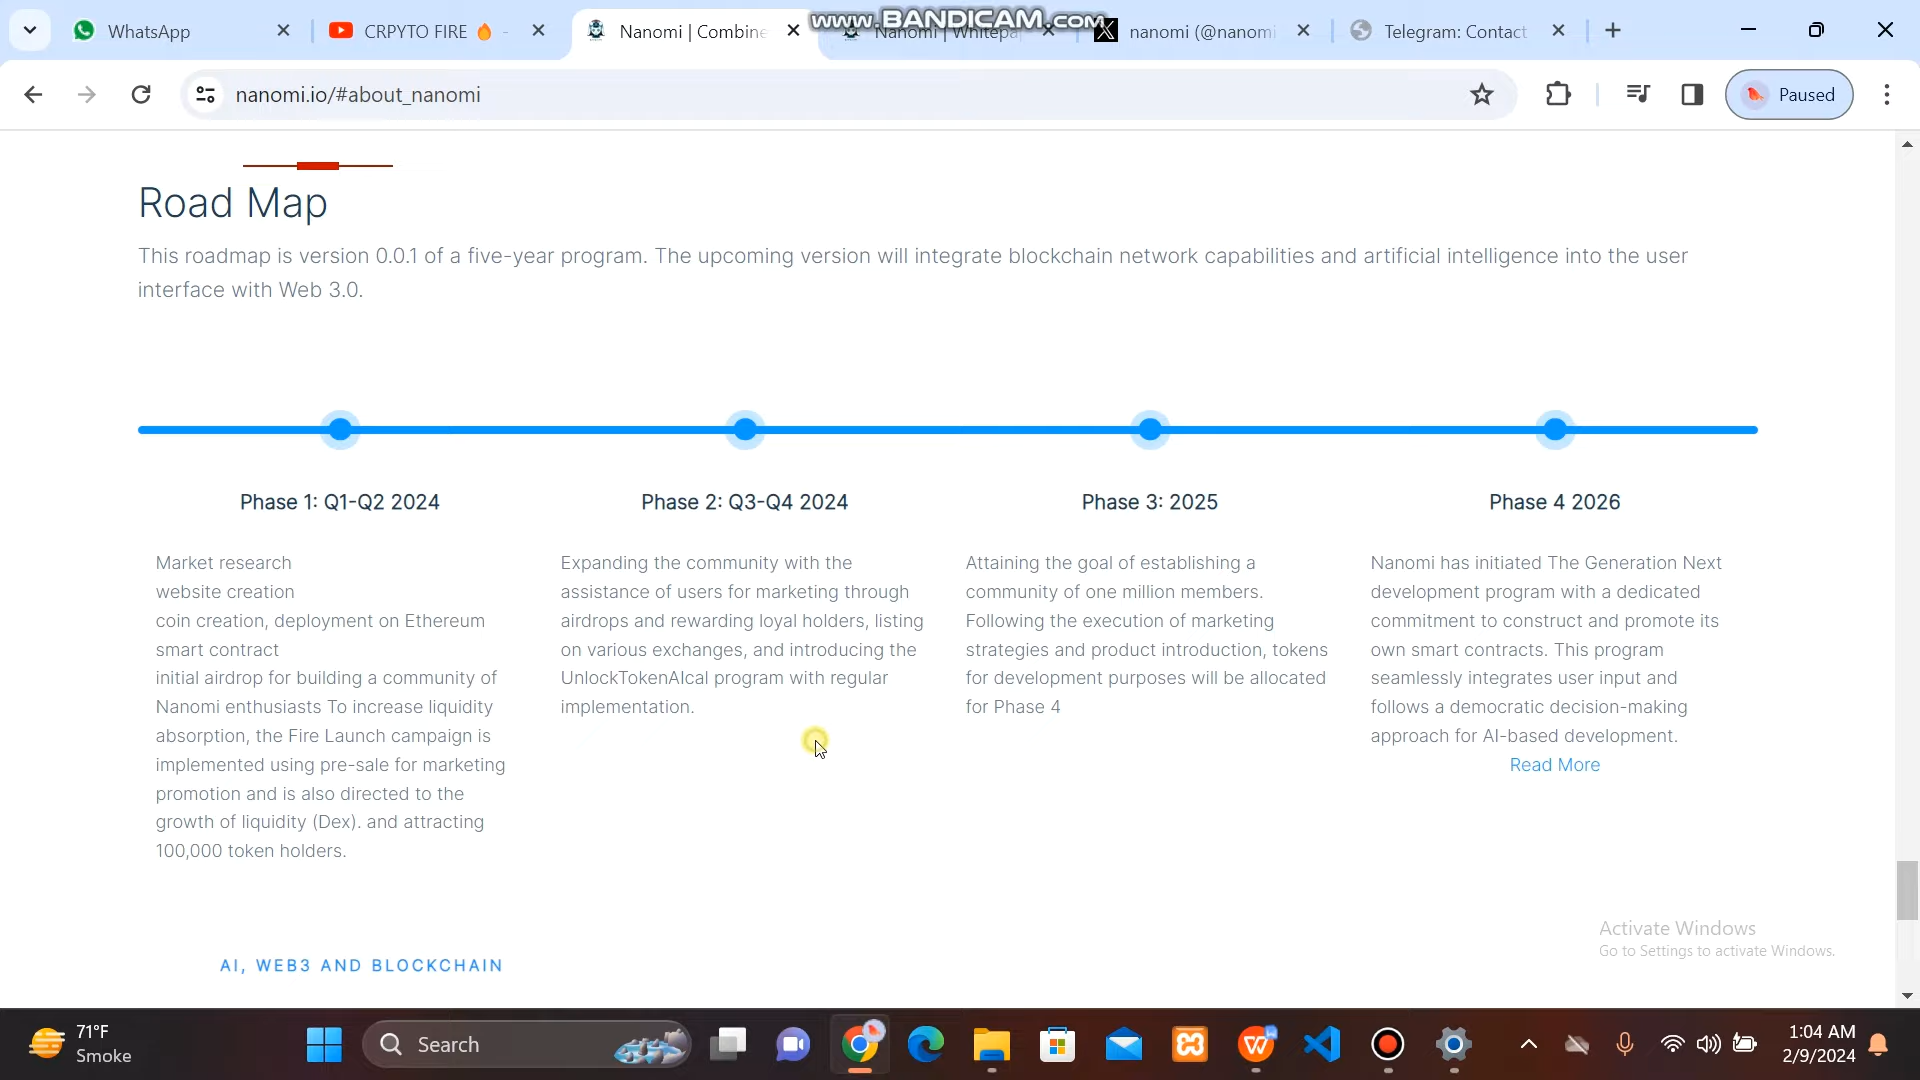 www.BANDICAM.com
WhatsApp
CRPYTO FIRE 🔥 -
Nanomi | Combine
Nanomi | Whitepa
nanomi (@nanomi
Telegram: Contact
nanomi.io/#about_nanomi
Paused
Road Map
This roadmap is version 0.0.1 of a five-year program. The upcoming version will integrate blockchain network capabilities and artificial intelligence into the user
interface with Web 3.0.
Phase 1: Q1-Q2 2024
Market research
website creation
coin creation, deployment on Ethereum
smart contract
initial airdrop for building a community of
Nanomi enthusiasts To increase liquidity
absorption, the Fire Launch campaign is
implemented using pre-sale for marketing
promotion and is also directed to the
growth of liquidity (Dex). and attracting
100,000 token holders.
Phase 2: Q3-Q4 2024
Expanding the community with the
assistance of users for marketing through
airdrops and rewarding loyal holders, listing
on various exchanges, and introducing the
UnlockTokenAIcal program with regular
implementation.
Phase 3: 2025
Attaining the goal of establishing a
community of one million members.
Following the execution of marketing
strategies and product introduction, tokens
for development purposes will be allocated
for Phase 4
Phase 4 2026
Nanomi has initiated The Generation Next
development program with a dedicated
commitment to construct and promote its
own smart contracts. This program
seamlessly integrates user input and
follows a democratic decision-making
approach for AI-based development.
Read More
AI, WEB3 AND BLOCKCHAIN
Activate Windows
Go to Settings to activate Windows.
71°F
Smoke
Search
1:04 AM
2/9/2024